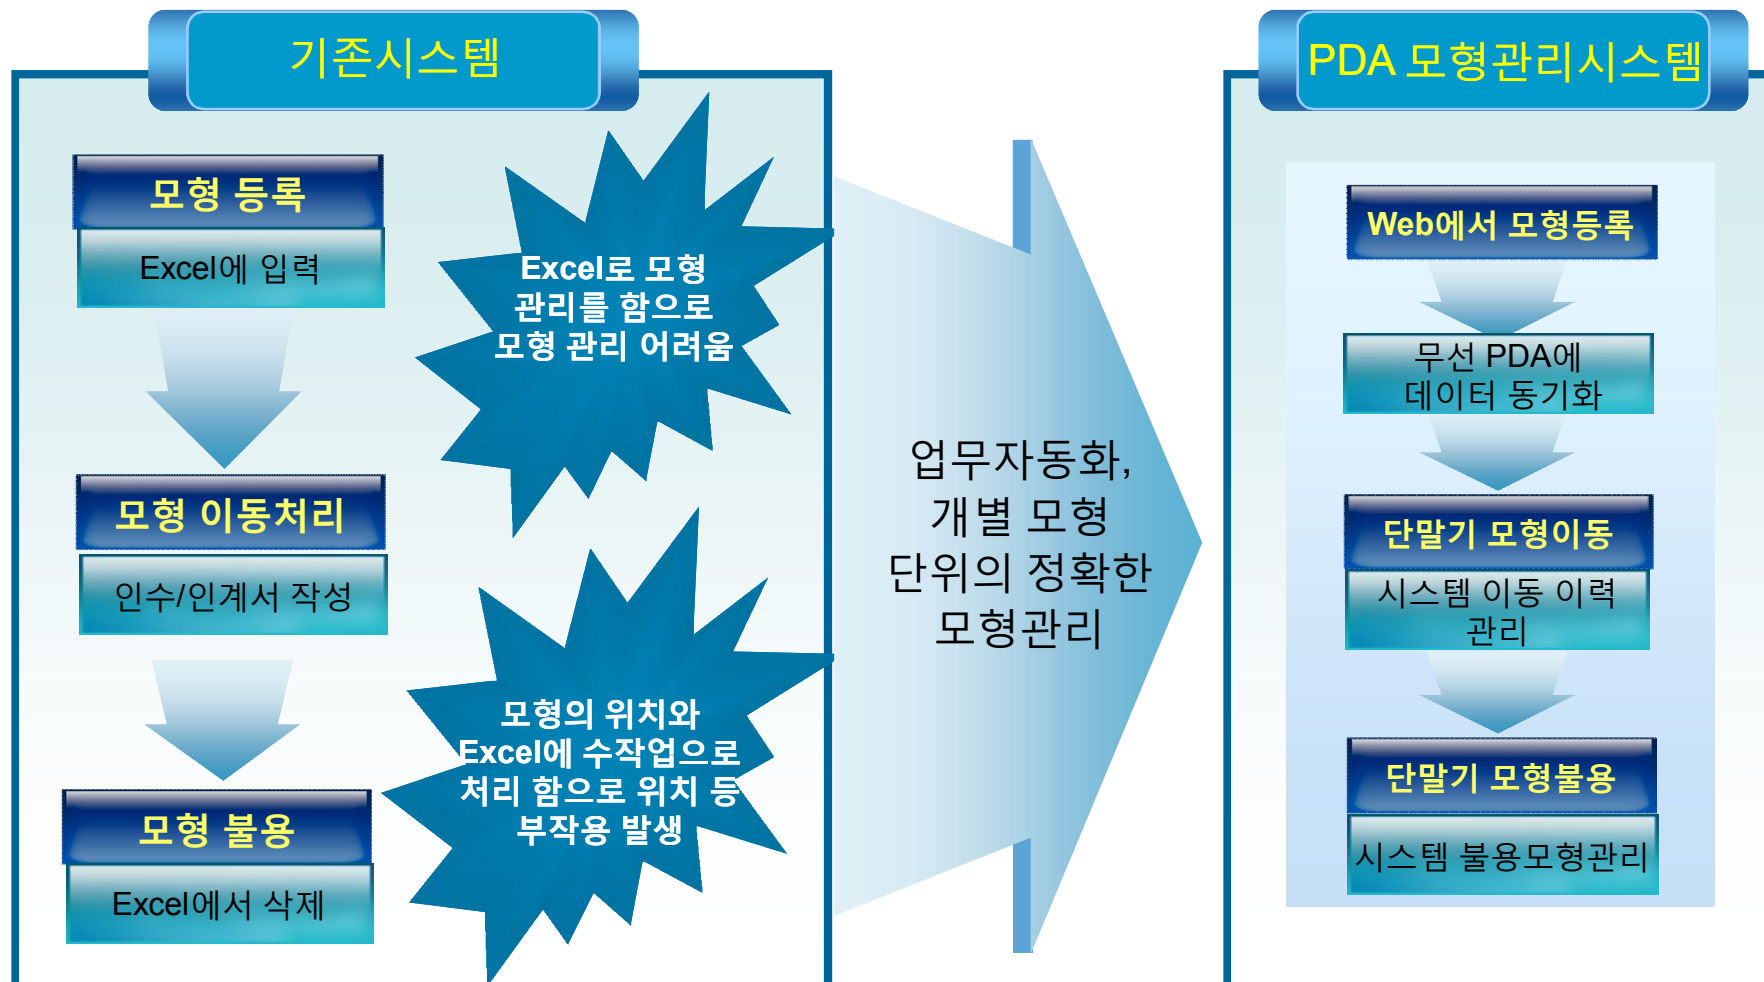 기존시스템
모형 등록
Excel에 입력
모형 이동처리
인수/인계서 작성
모형 불용
Excel에서 삭제
Excel로 모형
관리를 함으로
모형 관리 어려움
모형의 위치와
Excel에 수작업으로
처리 함으로 위치 등
부작용 발생
업무자동화,
개별 모형
단위의 정확한
모형관리
PDA 모형관리시스템
Web에서 모형등록
무선 PDA에
데이터 동기화
단말기 모형이동
시스템 이동 이력
관리
단말기 모형불용
시스템 불용모형관리